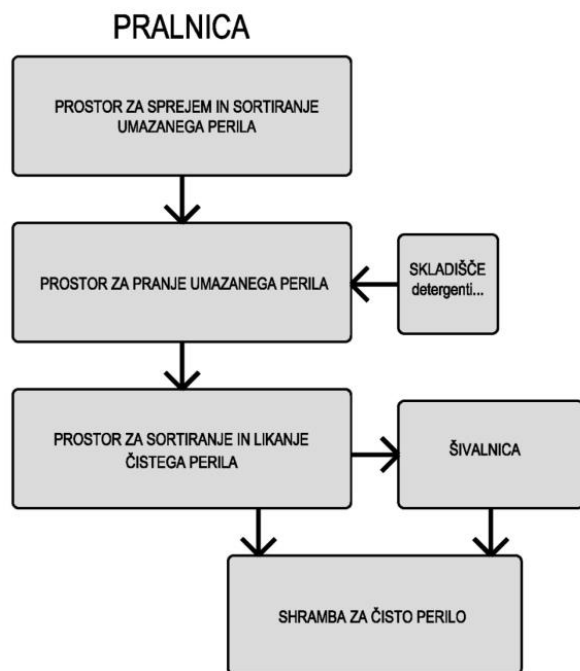 PRALNICA
PROSTOR ZA SPREJEM IN SORTIRANJE
UMAZANEGA PERILA
PROSTOR ZA PRANJE UMAZANEGA PERILA
SKLADIŠČE
detergenti...
PROSTOR ZA SORTIRANJE IN LIKANJE
ČISTEGA PERILA
ŠIVALNICA
SHRAMBA ZA ČISTO PERILO